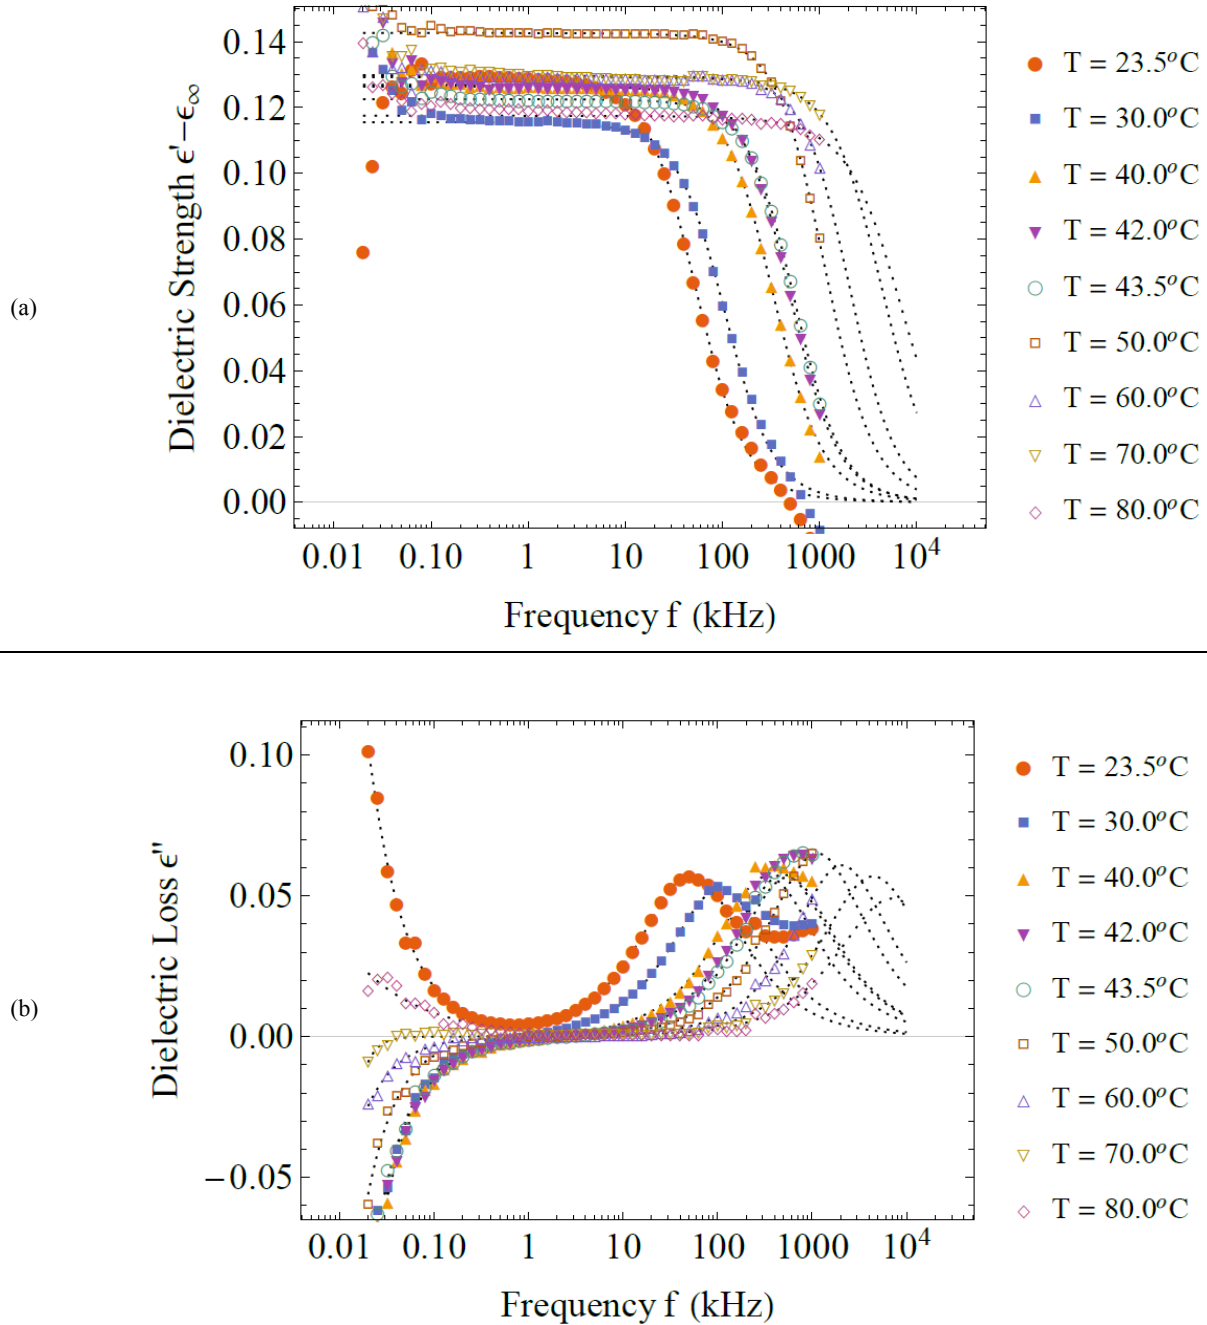 (a)
Dielectric Strength ϵ'−ϵ∞
0.14
0.12
0.10
0.08
0.06
0.04
0.02
0.00
0.01 0.10 1 10 100 1000 10⁴
Frequency f (kHz)
T = 23.5°C
T = 30.0°C
T = 40.0°C
T = 42.0°C
T = 43.5°C
T = 50.0°C
T = 60.0°C
T = 70.0°C
T = 80.0°C
(b)
Dielectric Loss ϵ"
0.10
0.05
0.00
−0.05
0.01 0.10 1 10 100 1000 10⁴
Frequency f (kHz)
T = 23.5°C
T = 30.0°C
T = 40.0°C
T = 42.0°C
T = 43.5°C
T = 50.0°C
T = 60.0°C
T = 70.0°C
T = 80.0°C